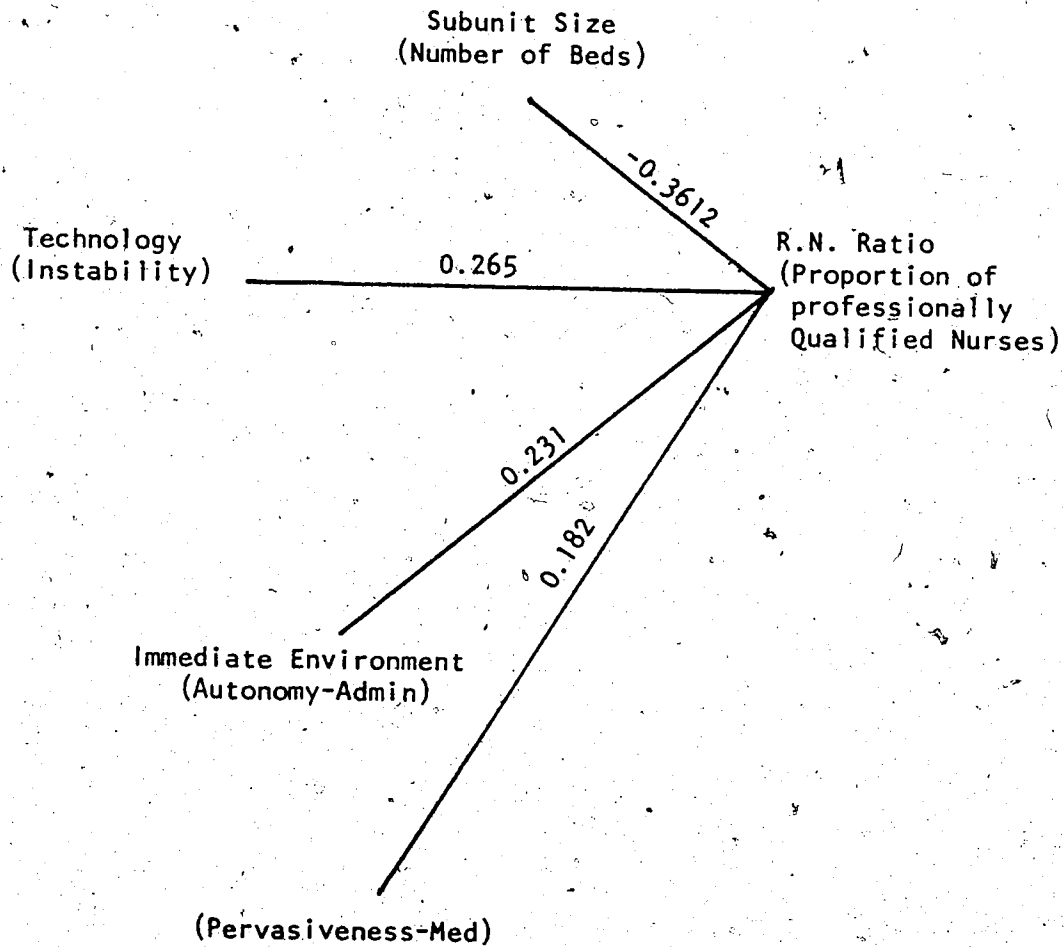 Subunit Size
(Number of Beds)
-0.3612
Technology
(Instability)
0.265
R.N. Ratio
(Proportion of
professionally
Qualified Nurses)
0.231
0.182
Immediate Environment
(Autonomy-Admin)
(Pervasiveness-Med)